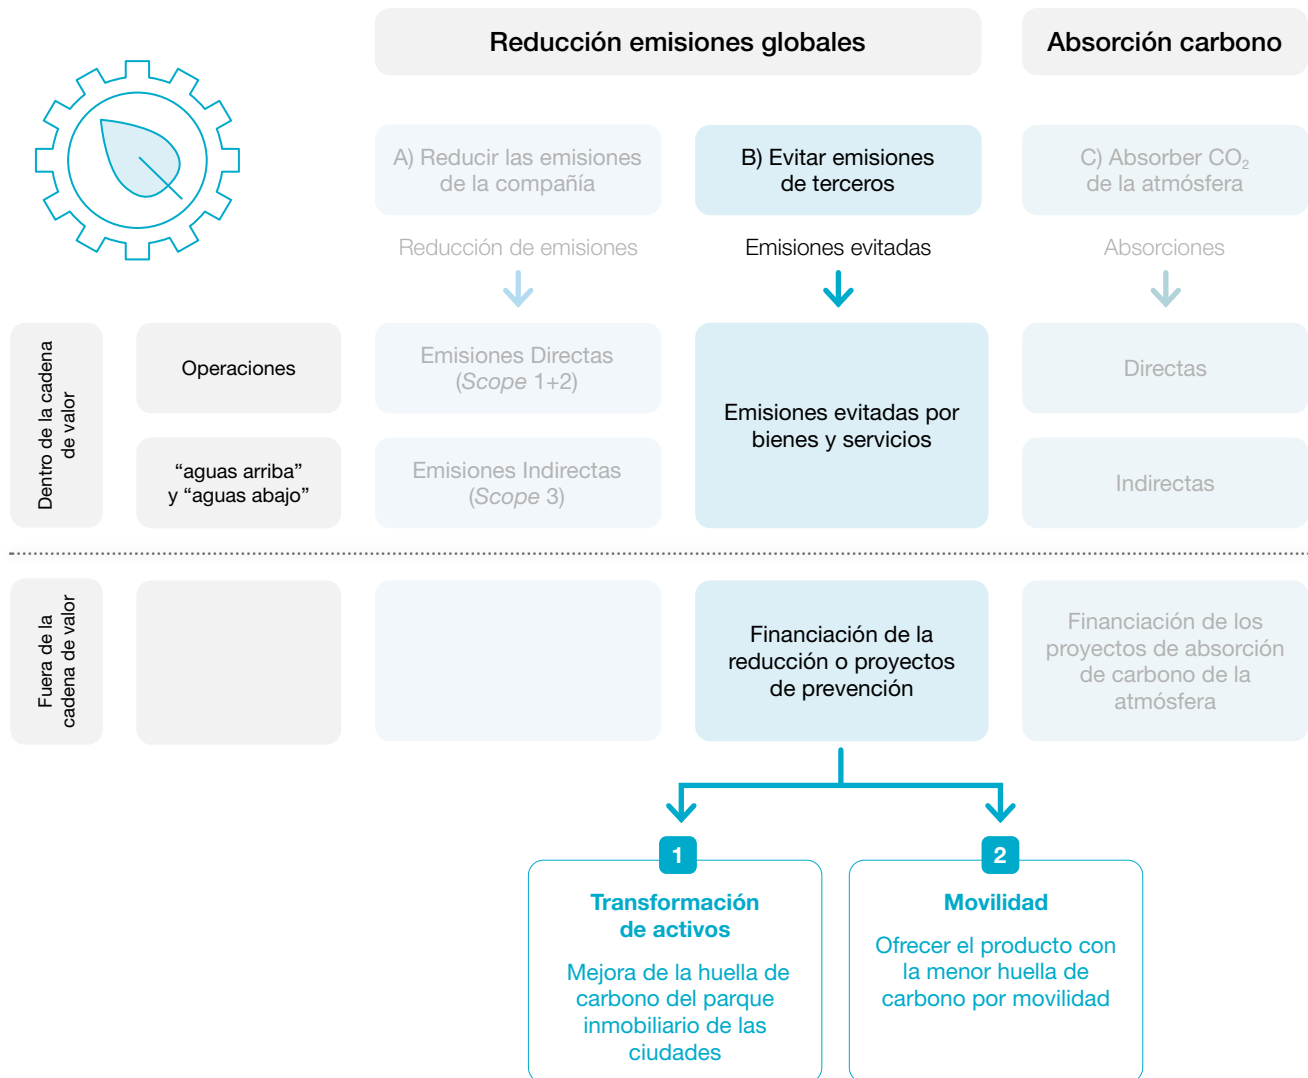 Reducción emisiones globales
Absorción carbono
A) Reducir las emisiones
de la compañía
B) Evitar emisiones
de terceros
C) Absorber CO₂
de la atmósfera
Reducción de emisiones
Emisiones evitadas
Absorciones
Dentro de la cadena
de valor
Operaciones
Emisiones Directas
(Scope 1+2)
Emisiones evitadas por
bienes y servicios
Directas
“aguas arriba”
y “aguas abajo”
Emisiones Indirectas
(Scope 3)
Indirectas
Fuera de la
cadena de valor
Financiación de la
reducción o proyectos
de prevención
Financiación de los
proyectos de absorción
de carbono de la
atmósfera
1
Transformación
de activos
Mejora de la huella de
carbono del parque
inmobiliario de las
ciudades
2
Movilidad
Ofrecer el producto con
la menor huella de
carbono por movilidad